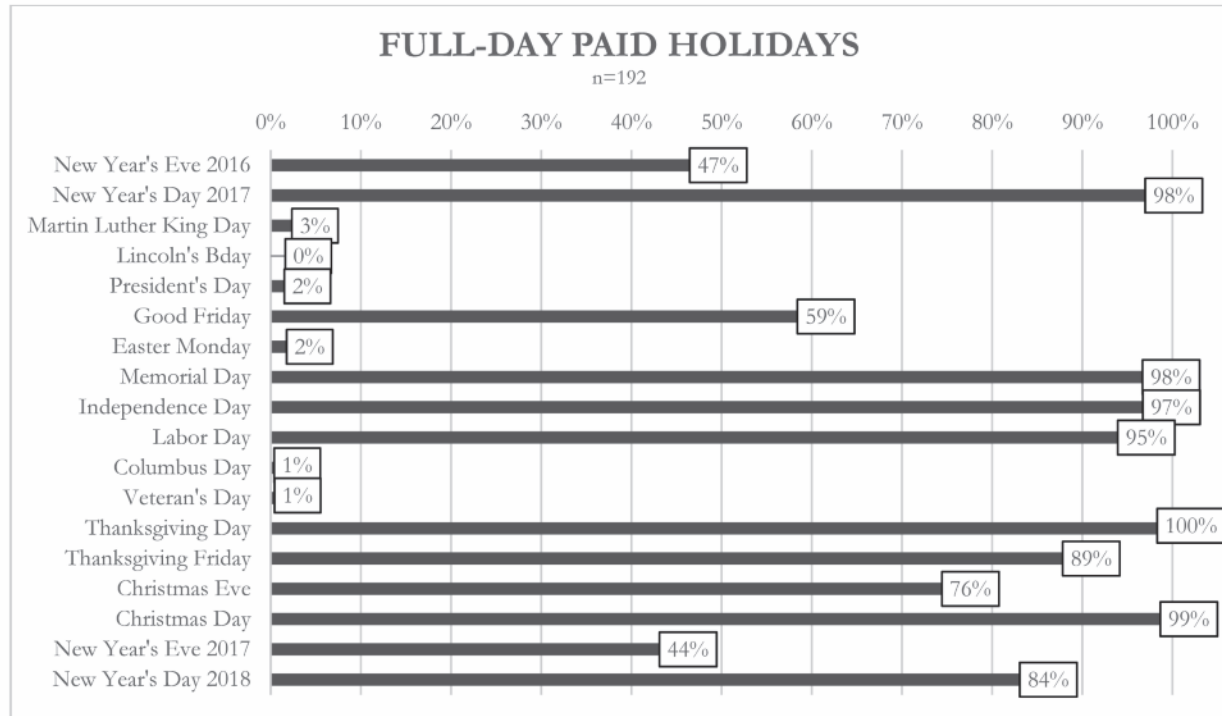 FULL-DAY PAID HOLIDAYS
n=192
0% 10% 20% 30% 40% 50% 60% 70% 80% 90% 100%
New Year's Eve 2016 47%
New Year's Day 2017 98%
Martin Luther King Day 3%
Lincoln's Bday 0%
President's Day 2%
Good Friday 59%
Easter Monday 2%
Memorial Day 98%
Independence Day 97%
Labor Day 95%
Columbus Day 1%
Veteran's Day 1%
Thanksgiving Day 100%
Thanksgiving Friday 89%
Christmas Eve 76%
Christmas Day 99%
New Year's Eve 2017 44%
New Year's Day 2018 84%